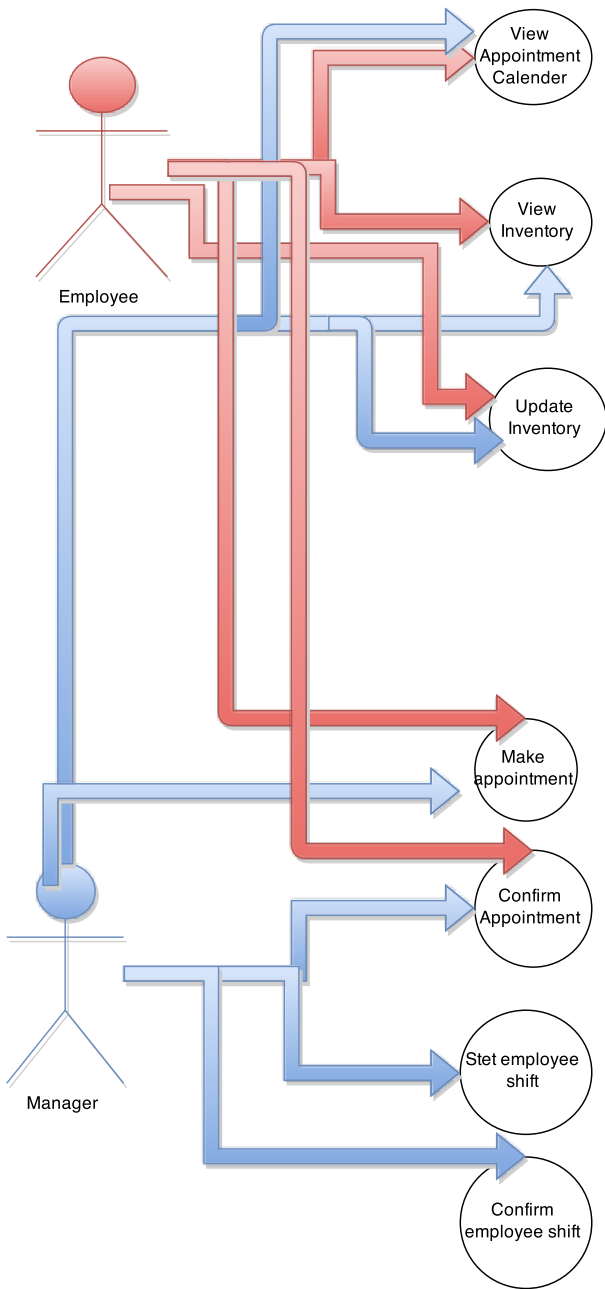 View
Appointment
Calender
View
Inventory
Employee
Update
Inventory
Make
appointment
Confirm
Appointment
Stet employee
shift
Manager
Confirm
employee shift